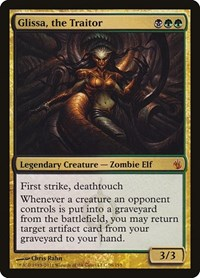 Glissa, the Traitor
Legendary Creature — Zombie Elf
First strike, deathtouch
Whenever a creature an opponent
controls is put into a graveyard
from the battlefield, you may return
target artifact card from your
graveyard to your hand.
Chris Rahn
3/3